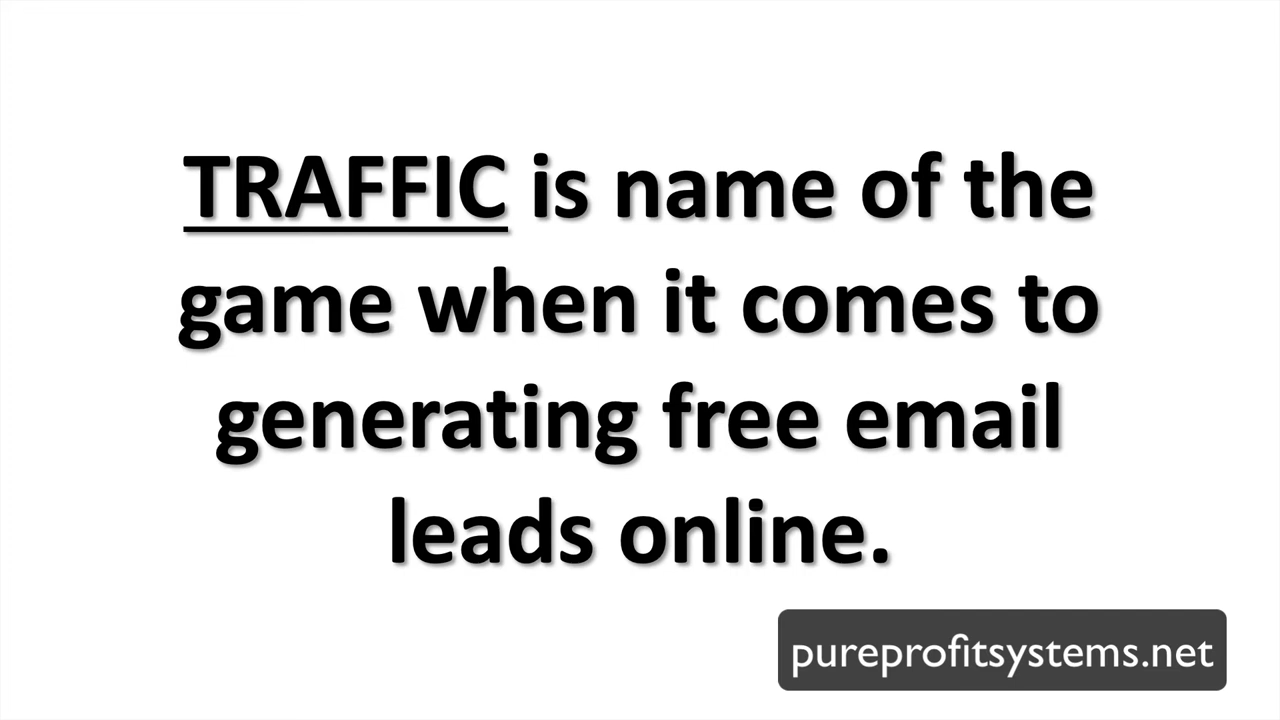 TRAFFIC is name of the
game when it comes to
generating free email
leads online.
pureprofitsystems.net